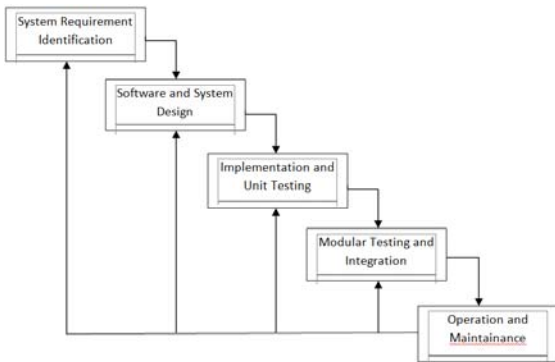 System Requirement
Identification
Software and System
Design
Implementation and
Unit Testing
Modular Testing and
Integration
Operation and
Maintainance